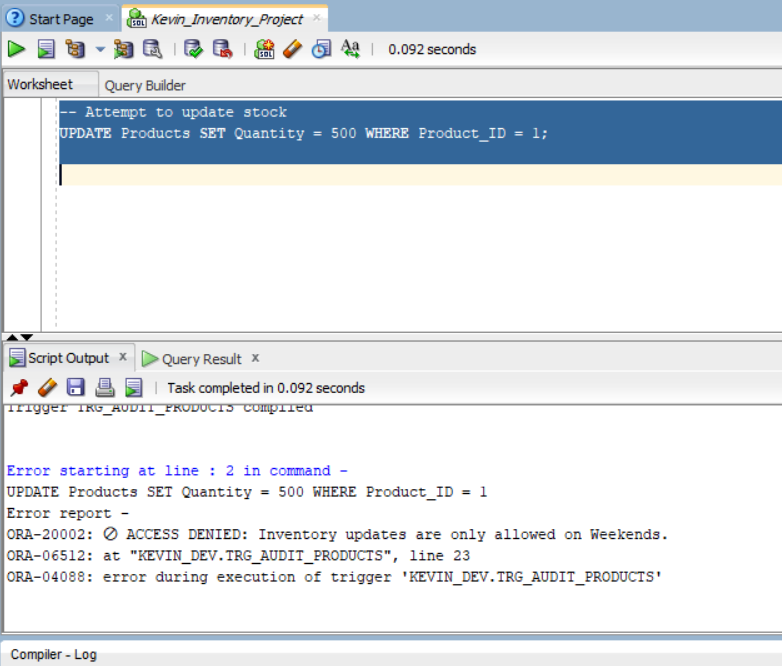 Start Page
Kevin_Inventory_Project
0.092 seconds
Worksheet
Query Builder
-- Attempt to update stock
UPDATE Products SET Quantity = 500 WHERE Product_ID = 1;
Script Output x
Query Result x
Task completed in 0.092 seconds
Trigger TRG_AUDIT_PRODUCTS compiled
Error starting at line : 2 in command -
UPDATE Products SET Quantity = 500 WHERE Product_ID = 1
Error report -
ORA-20002: 🚫 ACCESS DENIED: Inventory updates are only allowed on Weekends.
ORA-06512: at "KEVIN_DEV.TRG_AUDIT_PRODUCTS", line 23
ORA-04088: error during execution of trigger 'KEVIN_DEV.TRG_AUDIT_PRODUCTS'
Compiler - Log